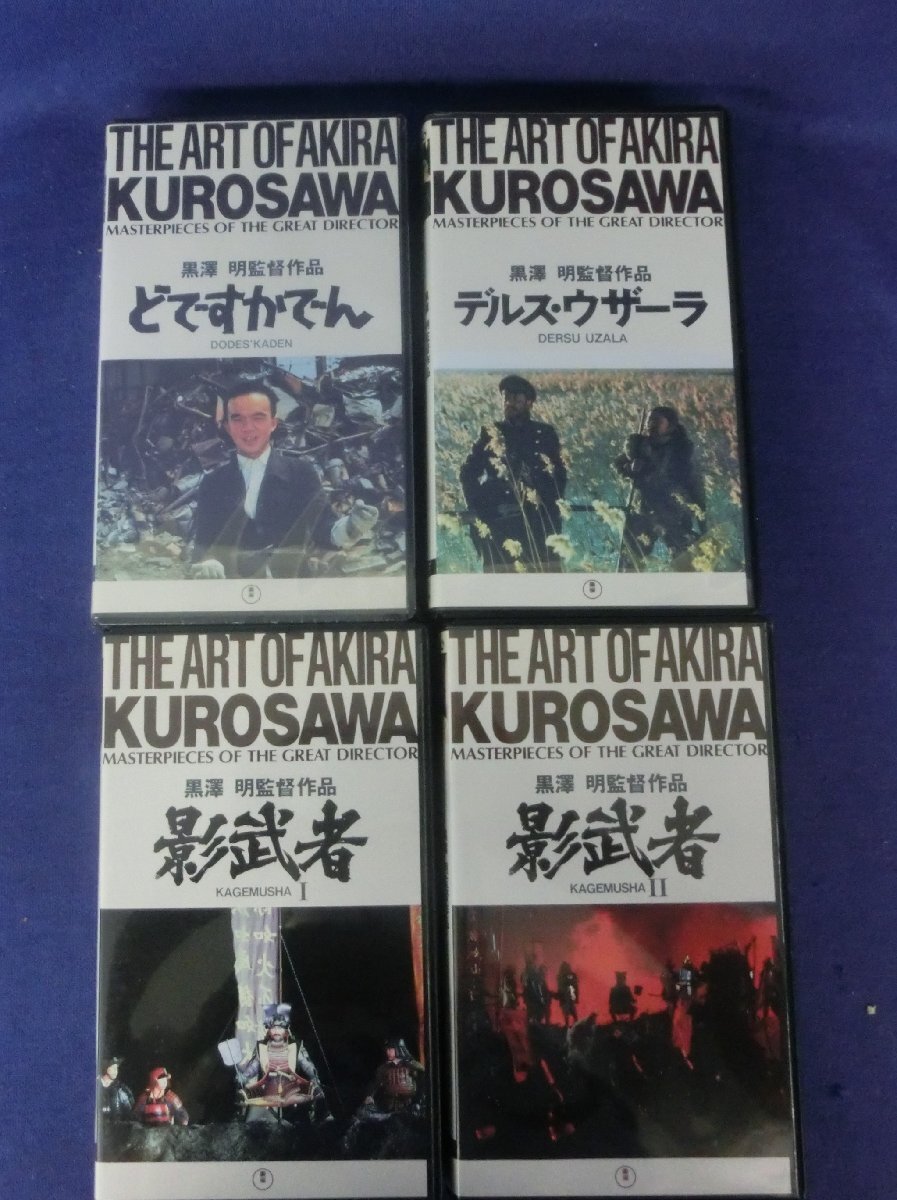 THE ART OF AKIRA
KUROSAWA
MASTERPIECES OF THE GREAT DIRECTOR
黒澤 明監督作品
どですかでん
DODES'KADEN
THE ART OF AKIRA
KUROSAWA
MASTERPIECES OF THE GREAT DIRECTOR
黒澤 明監督作品
デルス・ウザーラ
DERSU UZALA
THE ART OF AKIRA
KUROSAWA
MASTERPIECES OF THE GREAT DIRECTOR
黒澤 明監督作品
影武者
KAGEMUSHA I
THE ART OF AKIRA
KUROSAWA
MASTERPIECES OF THE GREAT DIRECTOR
黒澤 明監督作品
影武者
KAGEMUSHA II